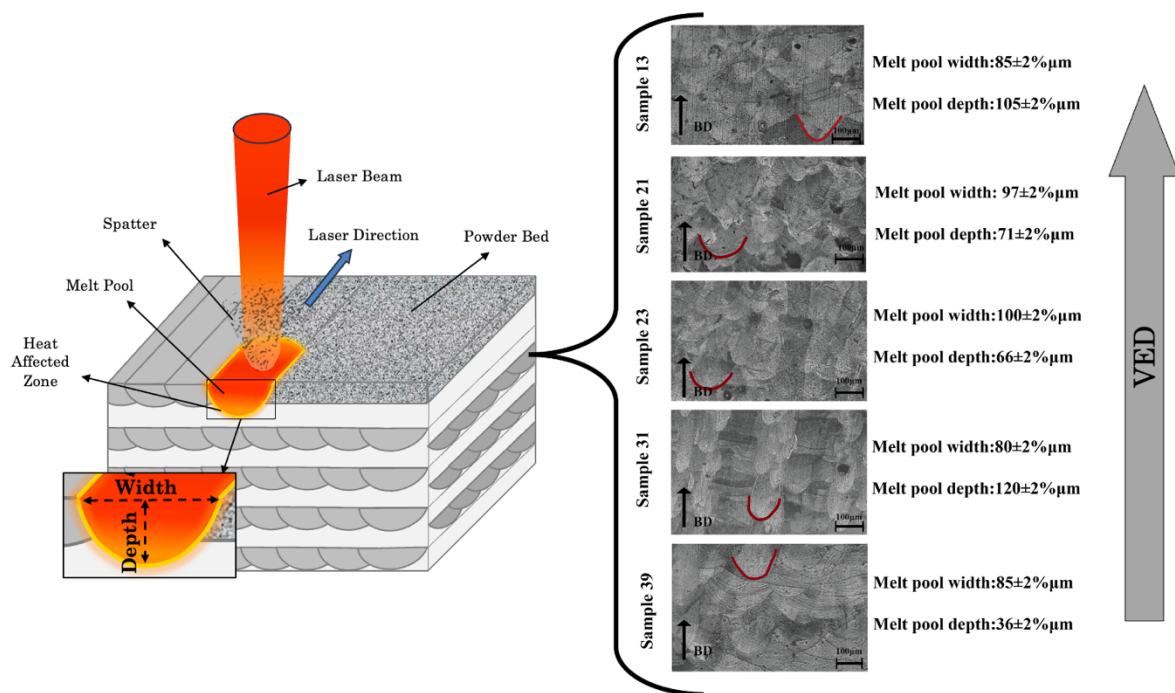 Laser Beam
Spatter
Laser Direction
Powder Bed
Melt Pool
Heat
Affected
Zone
Width
Depth
Sample 13
BD
100μm
Melt pool width:85±2%μm
Melt pool depth:105±2%μm
Sample 21
BD
100μm
Melt pool width: 97±2%μm
Melt pool depth:71±2%μm
Sample 23
BD
100μm
Melt pool width:100±2%μm
Melt pool depth:66±2%μm
Sample 31
BD
100μm
Melt pool width:80±2%μm
Melt pool depth:120±2%μm
Sample 39
BD
100μm
Melt pool width:85±2%μm
Melt pool depth:36±2%μm
VED